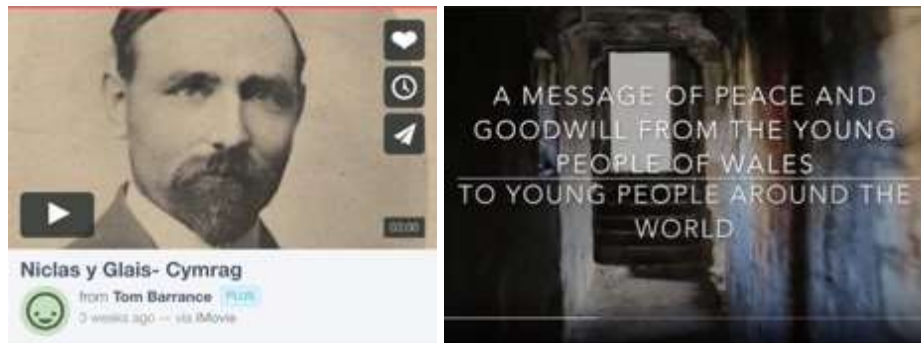 03:00
Niclas y Glais- Cymrag
from Tom Barrance PLUS
3 weeks ago — via iMovie
A MESSAGE OF PEACE AND
GOODWILL FROM THE YOUNG
PEOPLE OF WALES
TO YOUNG PEOPLE AROUND THE
WORLD